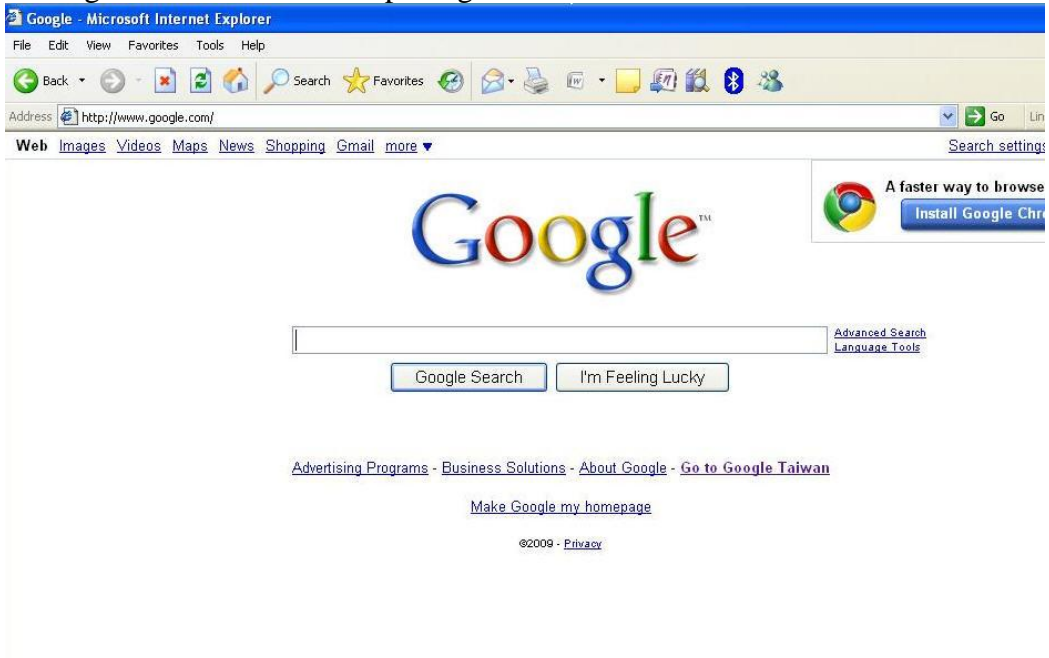 Google - Microsoft Internet Explorer
File Edit View Favorites Tools Help
Back Search Favorites
Address http://www.google.com/ Go Lin
Web Images Videos Maps News Shopping Gmail more ▼ Search settings
A faster way to browse
Install Google Chr
Google™
Advanced Search
Language Tools
Google Search I'm Feeling Lucky
Advertising Programs - Business Solutions - About Google - Go to Google Taiwan
Make Google my homepage
©2009 - Privacy